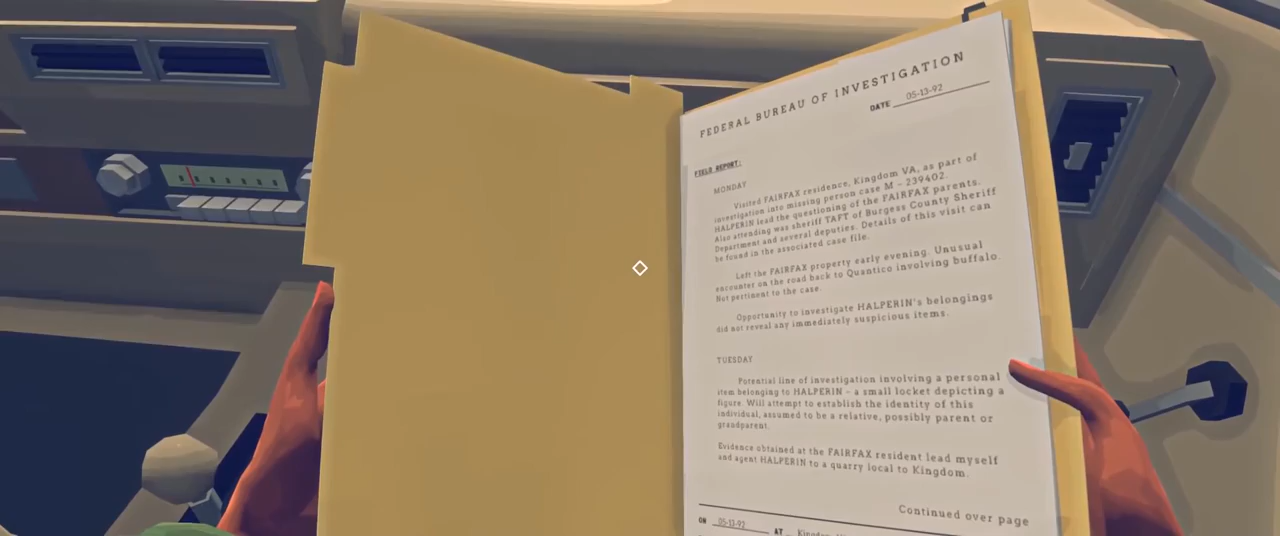 FEDERAL BUREAU OF INVESTIGATION
DATE 05-13-92
FIELD REPORT:
MONDAY
Visited FAIRFAX residence, Kingdom VA, as part of
investigation into missing person case M - 239402.
HALPERIN lead the questioning of the FAIRFAX parents.
Also attending was sheriff TAFT of Burgess County Sheriff
Department and several deputies. Details of this visit can
be found in the associated case file.
Left the FAIRFAX property early evening. Unusual
encounter on the road back to Quantico involving buffalo.
Not pertinent to the case.
Opportunity to investigate HALPERIN's belongings
did not reveal any immediately suspicious items.
TUESDAY
Potential line of investigation involving a personal
item belonging to HALPERIN - a small locket depicting a
figure. Will attempt to establish the identity of this
individual, assumed to be a relative, possibly parent or
grandparent.
Evidence obtained at the FAIRFAX resident lead myself
and agent HALPERIN to a quarry local to Kingdom.
Continued over page
ON 05-13-92 AT